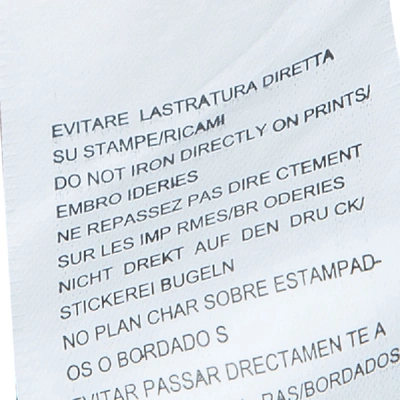 EVITARE LASTRATURA DIRETTA
SU STAMPE/RICAMI
DO NOT IRON DIRECTLY ON PRINTS/
EMBRO IDERIES
NE REPASSEZ PAS DIRE CTEMENT
SUR LES IMP RMES/BR ODERIES
NICHT DREKT AUF DEN DRU CK/
STICKEREI BUGELN
NO PLAN CHAR SOBRE ESTAMPAD-
OS O BORDADO S
EVITAR PASSAR DRECTAMEN TE A
PAS/BORDADOS